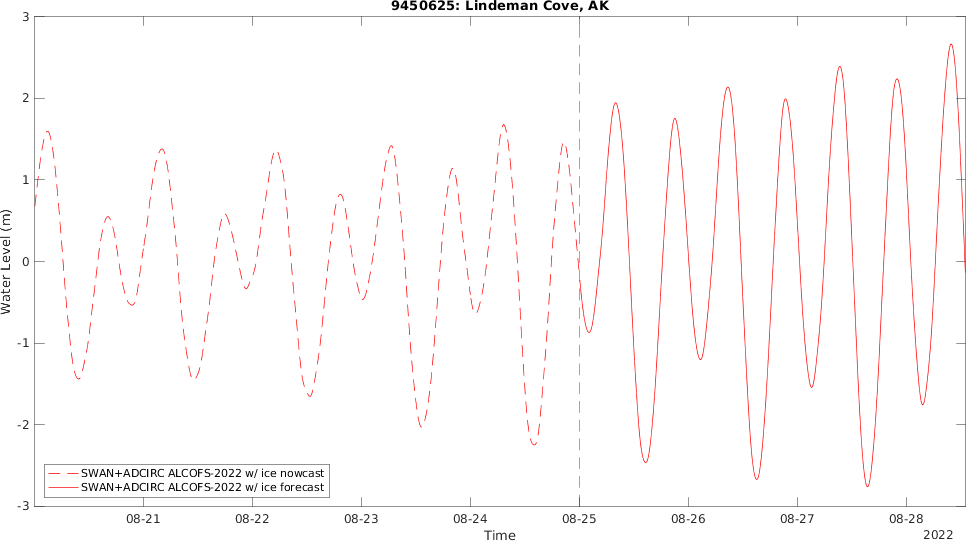 9450625: Lindeman Cove, AK
3
2
1
0
-1
-2
-3
Water Level (m)
SWAN+ADCIRC ALCOFS-2022 w/ ice nowcast
SWAN+ADCIRC ALCOFS-2022 w/ ice forecast
08-21 08-22 08-23 08-24 08-25 08-26 08-27 08-28
Time
2022